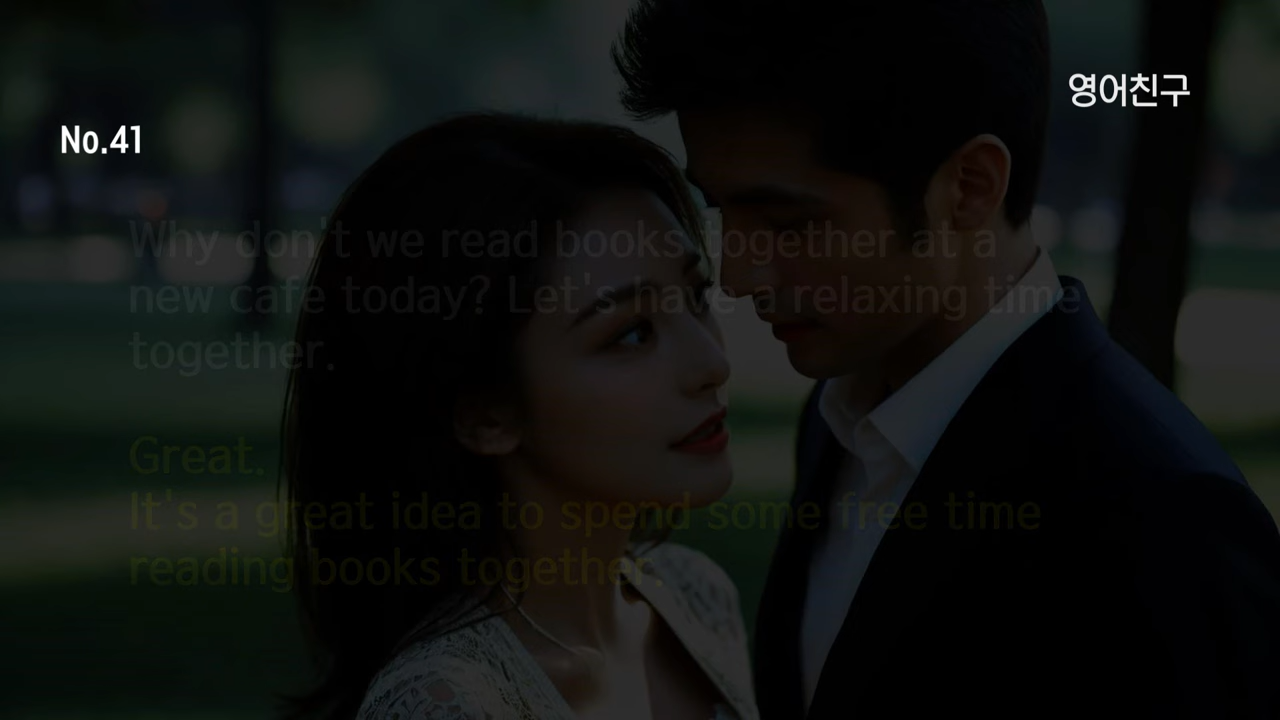 영어친구
No.41
Why don't we read books together at a
new cafe today? Let's have a relaxing time
together.
Great.
It's a great idea to spend some free time
reading books together.